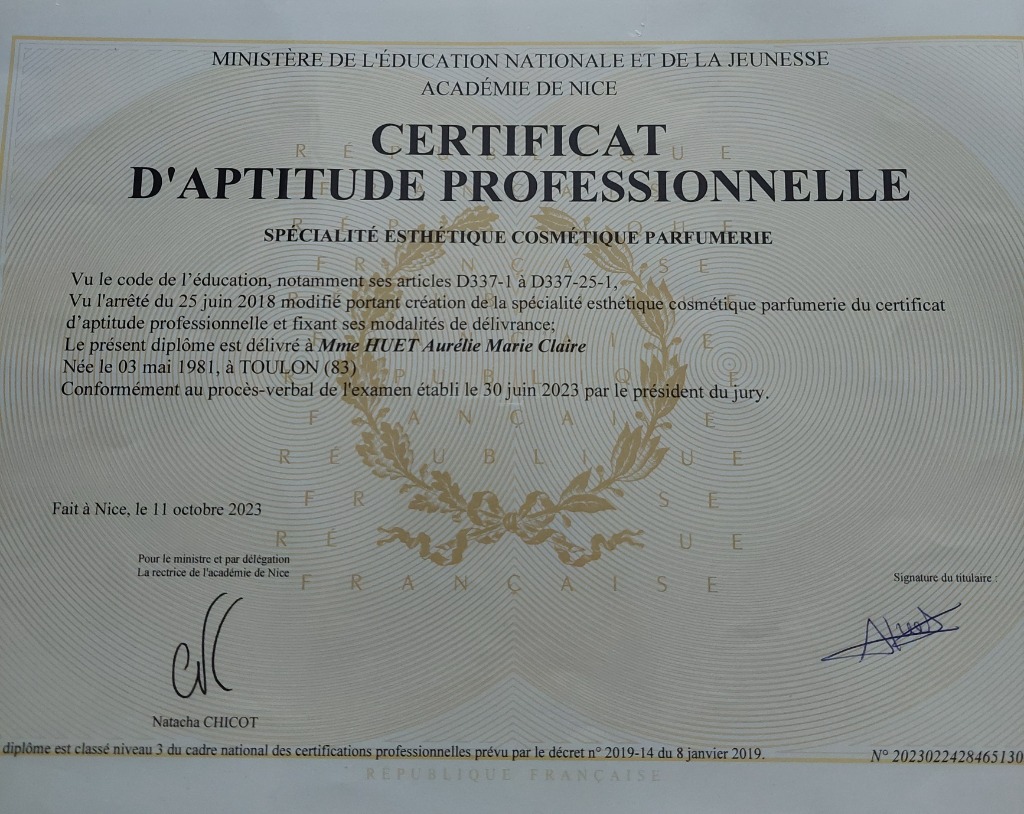 MINISTÈRE DE L'ÉDUCATION NATIONALE ET DE LA JEUNESSE
ACADÉMIE DE NICE
CERTIFICAT
D'APTITUDE PROFESSIONNELLE
SPÉCIALITÉ ESTHÉTIQUE COSMÉTIQUE PARFUMERIE
Vu le code de l'éducation, notamment ses articles D337-1 à D337-25-1,
Vu l'arrêté du 25 juin 2018 modifié portant création de la spécialité esthétique cosmétique parfumerie du certificat
d'aptitude professionnelle et fixant ses modalités de délivrance;
Le présent diplôme est délivré à Mme HUET Aurélie Marie Claire
Née le 03 mai 1981, à TOULON (83)
Conformément au procès-verbal de l'examen établi le 30 juin 2023 par le président du jury.
Fait à Nice, le 11 octobre 2023
Pour le ministre et par délégation
La rectrice de l'académie de Nice
Signature du titulaire :
Natacha CHICOT
diplôme est classé niveau 3 du cadre national des certifications professionnelles prévu par le décret n° 2019-14 du 8 janvier 2019.
N° 2023022428465130
RÉPUBLIQUE FRANÇAISE